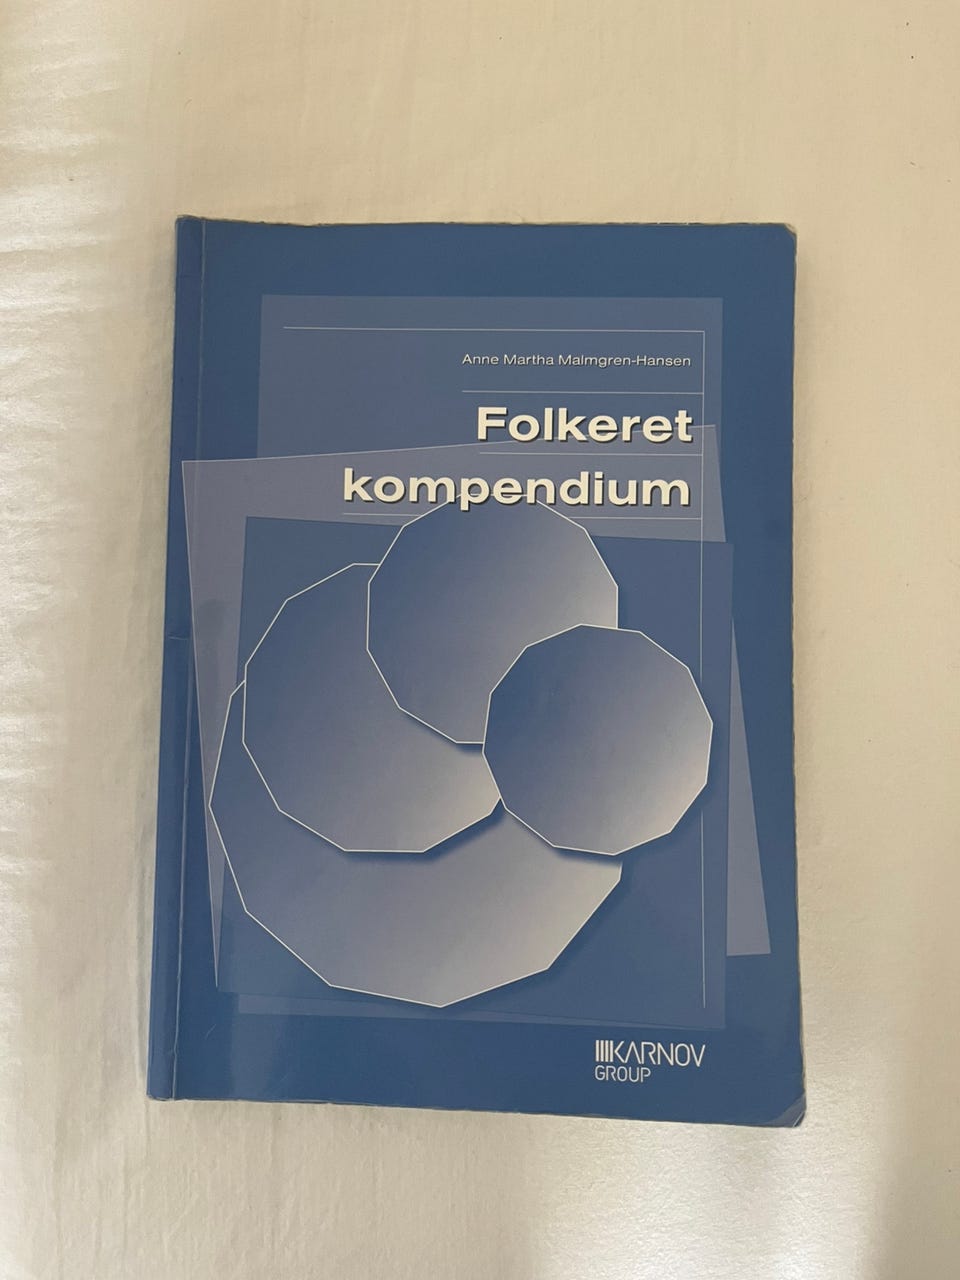 Anne Martha Malmgren-Hansen
Folkeret
kompendium
KARNOV
GROUP